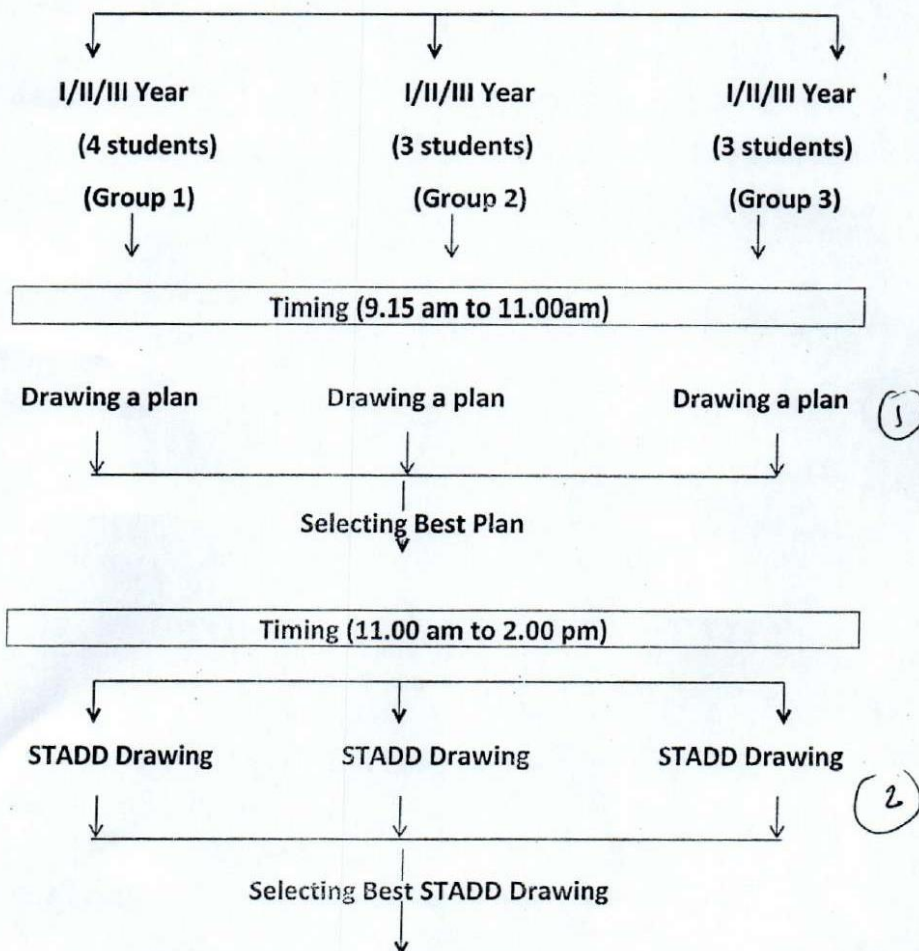 I/II/III Year I/II/III Year I/II/III Year
(4 students) (3 students) (3 students)
(Group 1) (Group 2) (Group 3)
Timing (9.15 am to 11.00am)
Drawing a plan Drawing a plan Drawing a plan 1
Selecting Best Plan
Timing (11.00 am to 2.00 pm)
STADD Drawing STADD Drawing STADD Drawing 2
Selecting Best STADD Drawing